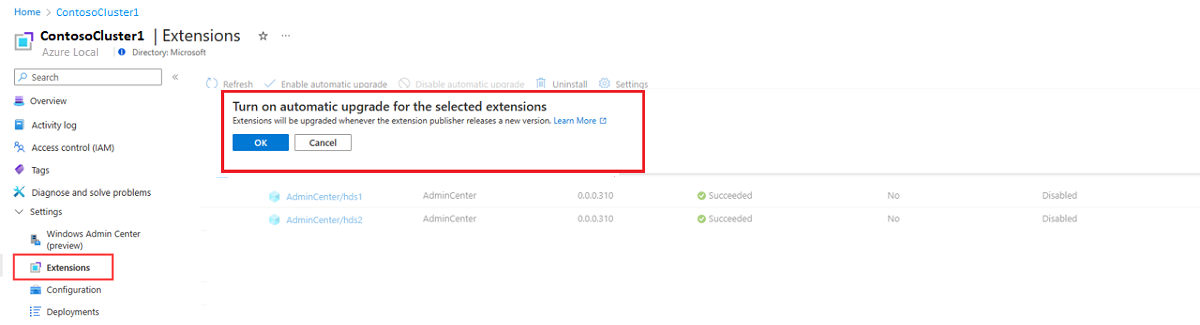 Home > ContosoCluster1
ContosoCluster1 | Extensions ☆ ...
Azure Local | Directory: Microsoft
Search «
Refresh Enable automatic upgrade Disable automatic upgrade Uninstall Settings
Turn on automatic upgrade for the selected extensions
Extensions will be upgraded whenever the extension publisher releases a new version. Learn More
OK Cancel
Overview
Activity log
Access control (IAM)
Tags
Diagnose and solve problems
Settings
Windows Admin Center
(preview)
Extensions
Configuration
Deployments
AdminCenter/hds1 AdminCenter 0.0.0.310 Succeeded No Disabled
AdminCenter/hds2 AdminCenter 0.0.0.310 Succeeded No Disabled